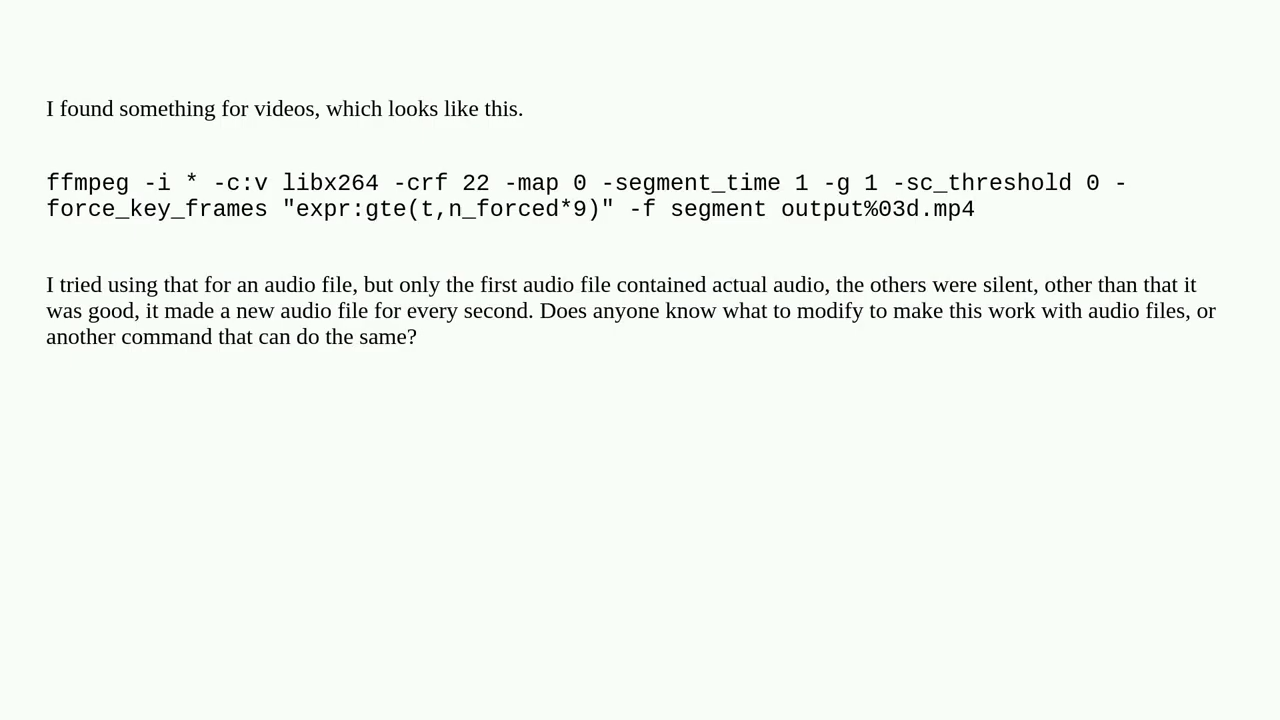 I found something for videos, which looks like this.
ffmpeg -i * -c:v libx264 -crf 22 -map 0 -segment_time 1 -g 1 -sc_threshold 0 -
force_key_frames "expr:gte(t,n_forced*9)" -f segment output%03d.mp4
I tried using that for an audio file, but only the first audio file contained actual audio, the others were silent, other than that it
was good, it made a new audio file for every second. Does anyone know what to modify to make this work with audio files, or
another command that can do the same?